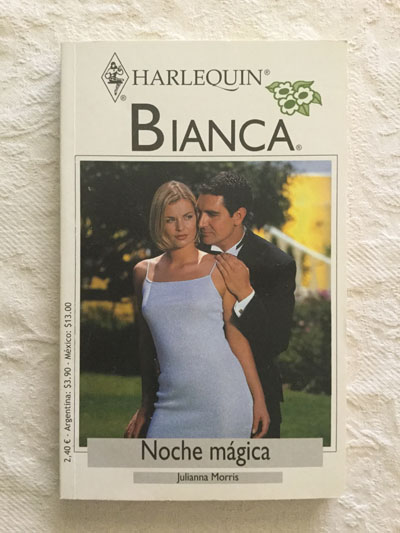 HARLEQUIN®
®
BIANCA®
2,40 € - Argentina: $3.90 - México: $13.00
Noche mágica
Julianna Morris